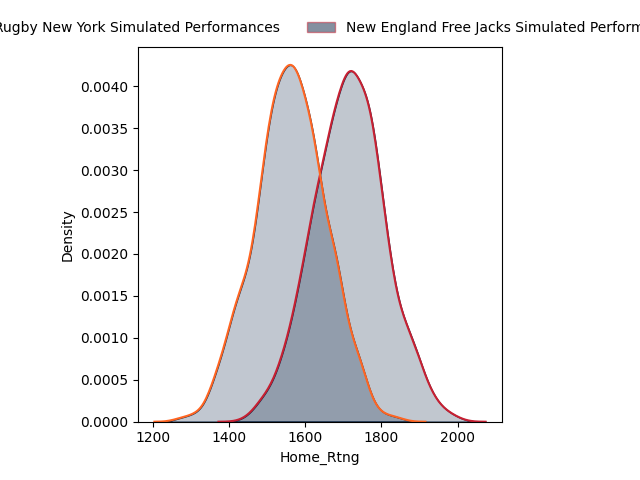 Rugby New York Simulated Performances New England Free Jacks Simulated Perform
0.0040
0.0035
0.0030
0.0025
0.0020
0.0015
0.0010
0.0005
0.0000
Density
1200 1400 1600 1800 2000
Home_Rtng